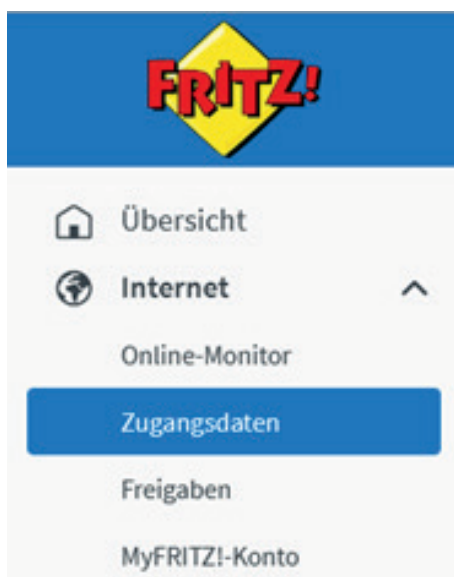 FRITZ!
Übersicht
Internet
Online-Monitor
Zugangsdaten
Freigaben
MyFRITZ!-Konto